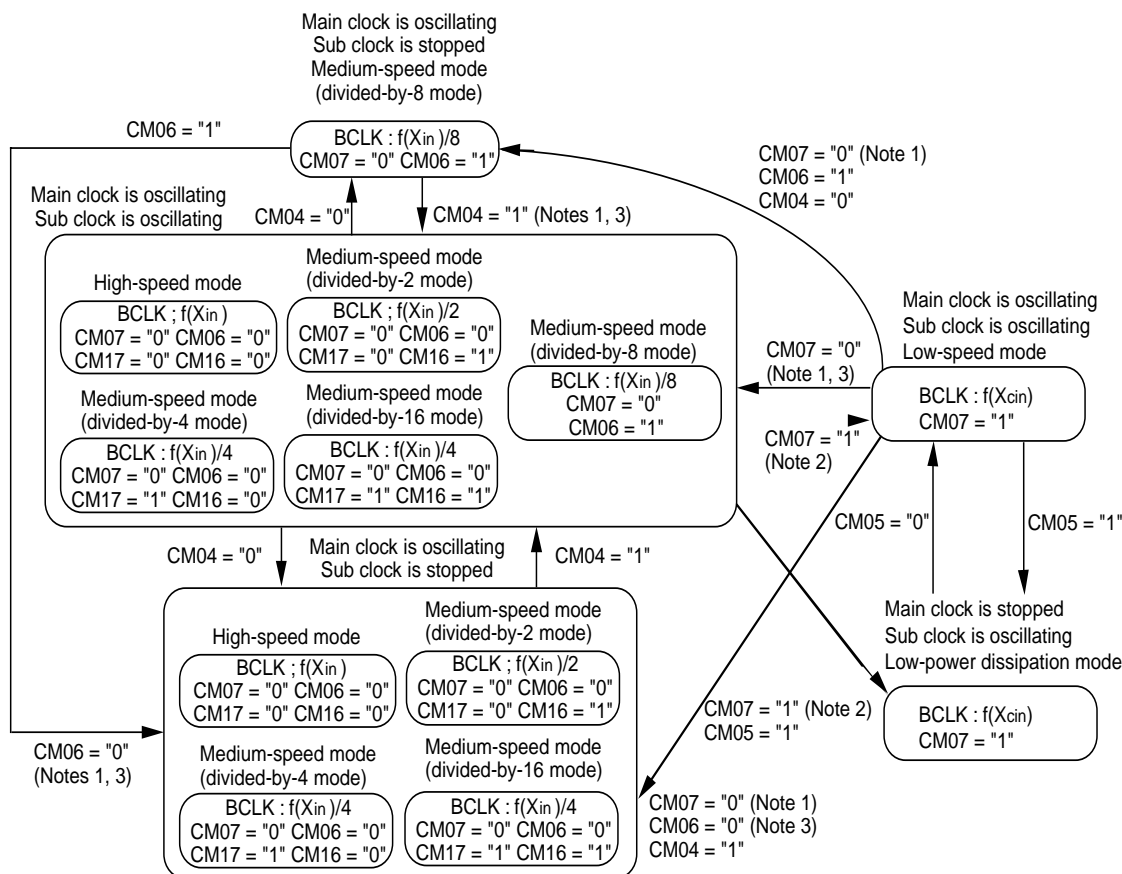 Main clock is oscillating
Sub clock is stopped
Medium-speed mode
(divided-by-8 mode)
CM06 = "1"
BCLK : f(Xin)/8
CM07 = "0" CM06 = "1"
CM07 = "0" (Note 1)
CM06 = "1"
CM04 = "0"
Main clock is oscillating
Sub clock is oscillating
CM04 = "0"
CM04 = "1" (Notes 1, 3)
High-speed mode
BCLK ; f(Xin)
CM07 = "0" CM06 = "0"
CM17 = "0" CM16 = "0"
Medium-speed mode
(divided-by-2 mode)
BCLK ; f(Xin)/2
CM07 = "0" CM06 = "0"
CM17 = "0" CM16 = "1"
Medium-speed mode
(divided-by-8 mode)
BCLK : f(Xin)/8
CM07 = "0"
CM06 = "1"
Medium-speed mode
(divided-by-4 mode)
BCLK : f(Xin)/4
CM07 = "0" CM06 = "0"
CM17 = "1" CM16 = "0"
Medium-speed mode
(divided-by-16 mode)
BCLK : f(Xin)/4
CM07 = "0" CM06 = "0"
CM17 = "1" CM16 = "1"
Main clock is oscillating
Sub clock is oscillating
Low-speed mode
CM07 = "0"
(Note 1, 3)
BCLK : f(Xcin)
CM07 = "1"
CM07 = "1"
(Note 2)
CM05 = "0"
CM05 = "1"
CM04 = "0"
Main clock is oscillating
Sub clock is stopped
CM04 = "1"
Main clock is stopped
Sub clock is oscillating
Low-power dissipation mode
BCLK : f(Xcin)
CM07 = "1"
High-speed mode
BCLK ; f(Xin)
CM07 = "0" CM06 = "0"
CM17 = "0" CM16 = "0"
Medium-speed mode
(divided-by-2 mode)
BCLK ; f(Xin)/2
CM07 = "0" CM06 = "0"
CM17 = "0" CM16 = "1"
CM07 = "1" (Note 2)
CM05 = "1"
CM06 = "0"
(Notes 1, 3)
Medium-speed mode
(divided-by-4 mode)
BCLK : f(Xin)/4
CM07 = "0" CM06 = "0"
CM17 = "1" CM16 = "0"
Medium-speed mode
(divided-by-16 mode)
BCLK : f(Xin)/4
CM07 = "0" CM06 = "0"
CM17 = "1" CM16 = "1"
CM07 = "0" (Note 1)
CM06 = "0" (Note 3)
CM04 = "1"